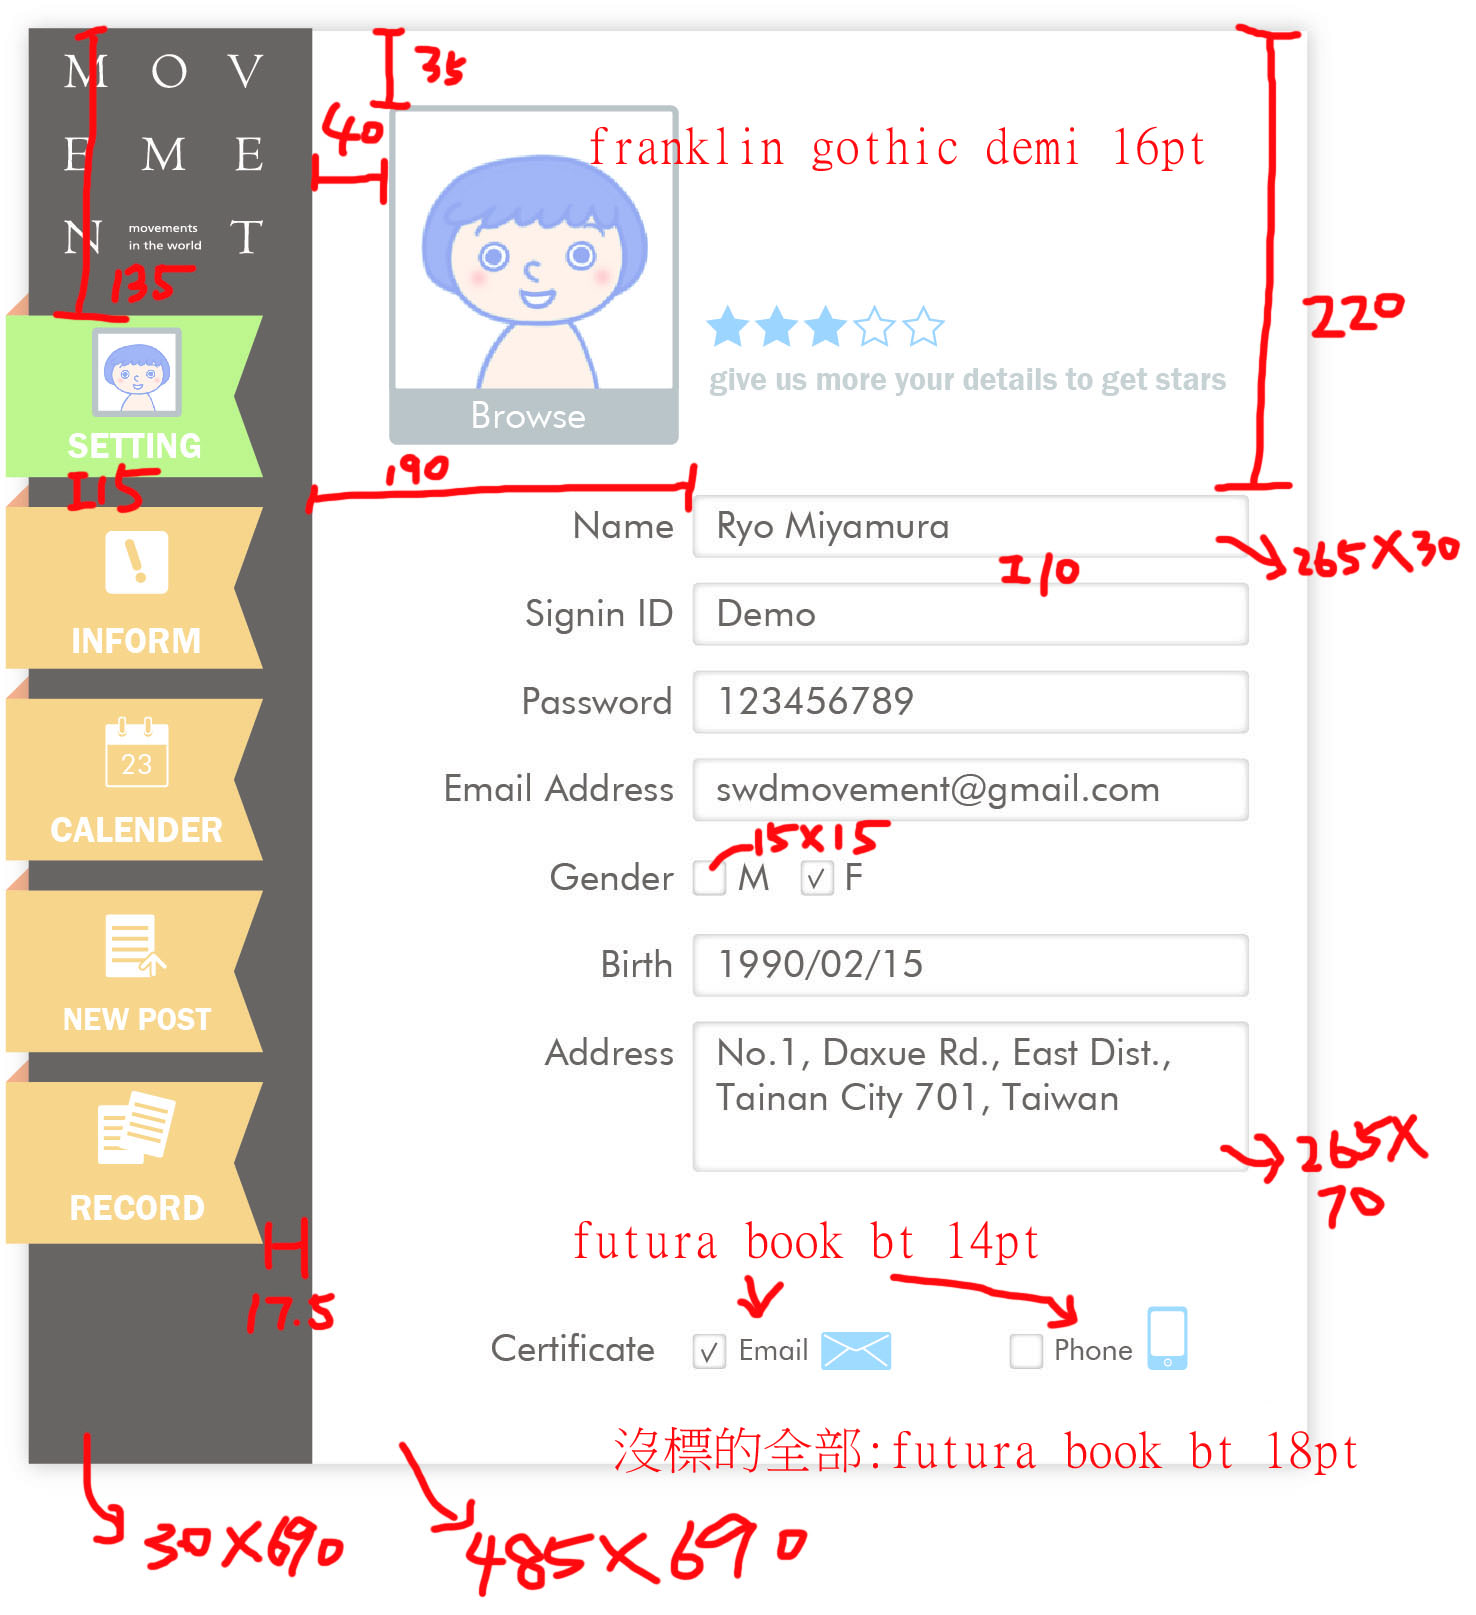 M O V
E M E
N movements in the world T
135
SETTING
I15
INFORM
23
CALENDER
NEW POST
RECORD
17.5
30X690
35
40
franklin gothic demi 16pt
220
give us more your details to get stars
Browse
190
Name Ryo Miyamura
265X30
I10
Signin ID Demo
Password 123456789
Email Address swdmovement@gmail.com
15X15
Gender M F
Birth 1990/02/15
Address No.1, Daxue Rd., East Dist.,
Tainan City 701, Taiwan
265X
70
futura book bt 14pt
Certificate Email Phone
沒標的全部:futura book bt 18pt
485X690